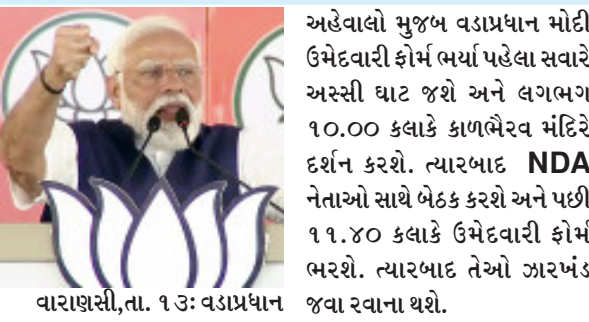 વારાણસી,તા. ૧૩: વડાપ્રધાન
અહેવાલો મુજબ વડાપ્રધાન મોદી
ઉમેદવારી ફોર્મ ભર્યા પહેલા સવારે
અસ્સી ઘાટ જશે અને લગભગ
૧૦.૦૦ કલાકે કાળભૈરવ મંદિરે
દર્શન કરશે. ત્યારબાદ NDA
નેતાઓ સાથે બેઠક કરશે અને પછી
૧૧.૪૦ કલાકે ઉમેદવારી ફોર્મ
ભરશે. ત્યારબાદ તેઓ ઝારખંડ
જવા રવાના થશે.